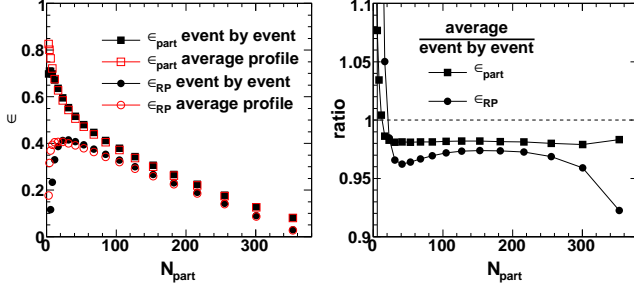 1
0.8
0.6
0.4
0.2
0
∈
∈part event by event
∈part average profile
∈RP event by event
∈RP average profile
0 100 200 300
Npart
1.1
1.05
1
0.95
0.9
ratio
average
event by event
∈part
∈RP
0 100 200 300
Npart